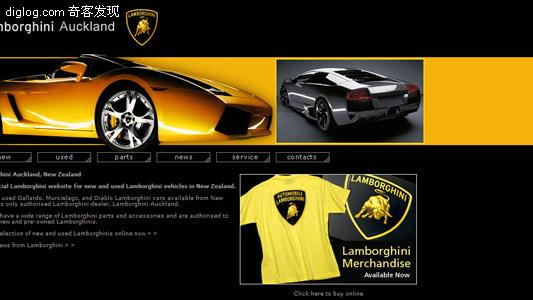 diglog.com 奇客发现
mborghini Auckland
LAMBORGHINI
new
used
parts
news
service
contacts
hini Auckland, New Zealand
cial Lamborghini website for new and used Lamborghini vehicles in New Zealand.
used Gallardo, Murcielago, and Diablo Lamborghini cars available from New
s only authorised Lamborghini dealer, Lamborghini Auckland.
have a wide range of Lamborghini parts and accessories and are authorised to
new and pre-owned Lamborghinis.
election of new and used Lamborghinis online now > >
ews from Lamborghini > >
AUTOMOBILI
LAMBORGHINI
LAMBORGHINI
Lamborghini
Merchandise
Available Now
Click here to buy online